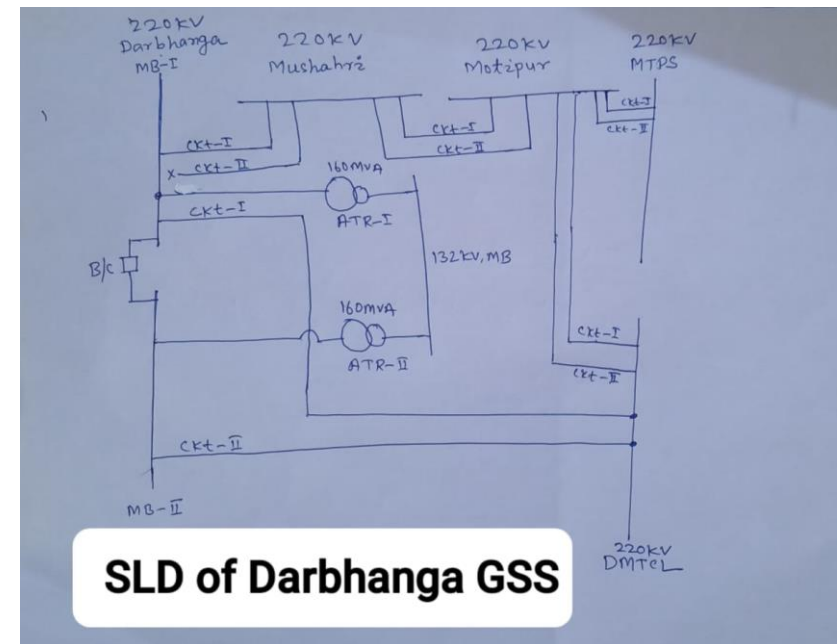 220KV
Darbhanga
MB-I
220KV
Mushahri
220KV
Motipur
220KV
MTPS
Ckt-I
Ckt-II
Ckt-I
Ckt-II
Ckt-I
x Ckt-II
160MVA
ATR-I
Ckt-I
B/C
132KV, MB
160MVA
ATR-II
Ckt-I
Ckt-II
Ckt-II
MB-II
220KV
DMTCL
SLD of Darbhanga GSS